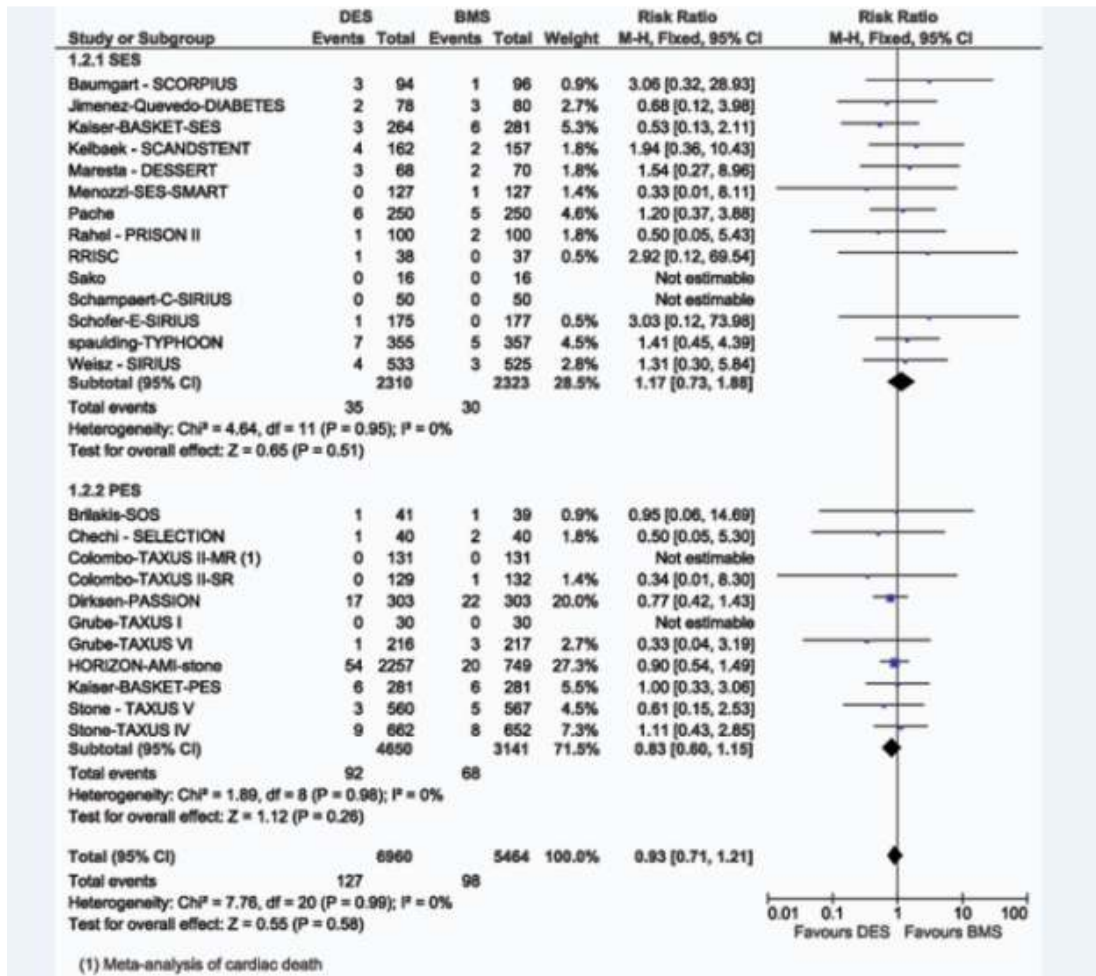 DES BMS Risk Ratio Risk Ratio
Study or Subgroup Events Total Events Total Weight M-H, Fixed, 95% CI M-H, Fixed, 95% CI
1.2.1 SES
Baumgart - SCORPIUS 3 94 1 96 0.9% 3.06 [0.32, 28.93]
Jimenez-Quevedo-DIABETES 2 78 3 80 2.7% 0.68 [0.12, 3.98]
Kaiser-BASKET-SES 3 264 6 281 5.3% 0.53 [0.13, 2.11]
Kelbaek - SCANDSTENT 4 162 2 157 1.8% 1.94 [0.36, 10.43]
Maresta - DESSERT 3 68 2 70 1.8% 1.54 [0.27, 8.96]
Menozzi-SES-SMART 0 127 1 127 1.4% 0.33 [0.01, 8.11]
Pache 6 250 5 250 4.6% 1.20 [0.37, 3.88]
Rahel - PRISON II 1 100 2 100 1.8% 0.50 [0.05, 5.43]
RRISC 1 38 0 37 0.5% 2.92 [0.12, 69.54]
Sako 0 16 0 16 Not estimable
Schampaert-C-SIRIUS 0 50 0 50 Not estimable
Schofer-E-SIRIUS 1 175 0 177 0.5% 3.03 [0.12, 73.98]
spaulding-TYPHOON 7 355 5 357 4.6% 1.41 [0.45, 4.39]
Weisz - SIRIUS 4 533 3 525 2.8% 1.31 [0.30, 5.84]
Subtotal (95% CI) 2310 2323 28.5% 1.17 [0.73, 1.88]
Total events 35 30
Heterogeneity: Chi² = 4.64, df = 11 (P = 0.95); I² = 0%
Test for overall effect: Z = 0.65 (P = 0.51)
1.2.2 PES
Brilakis-SOS 1 41 1 39 0.9% 0.95 [0.06, 14.69]
Chechi - SELECTION 1 40 2 40 1.8% 0.50 [0.05, 5.30]
Colombo-TAXUS II-MR (1) 0 131 0 131 Not estimable
Colombo-TAXUS II-SR 0 129 1 132 1.4% 0.34 [0.01, 8.30]
Dirksen-PASSION 17 303 22 303 20.0% 0.77 [0.42, 1.43]
Grube-TAXUS I 0 30 0 30 Not estimable
Grube-TAXUS VI 1 216 3 217 2.7% 0.33 [0.04, 3.19]
HORIZON-AMI-stone 54 2257 20 749 27.3% 0.90 [0.54, 1.49]
Kaiser-BASKET-PES 6 281 6 281 5.5% 1.00 [0.33, 3.06]
Stone - TAXUS V 3 560 5 567 4.5% 0.61 [0.15, 2.53]
Stone-TAXUS IV 9 662 8 652 7.3% 1.11 [0.43, 2.85]
Subtotal (95% CI) 4650 3141 71.5% 0.83 [0.60, 1.15]
Total events 92 68
Heterogeneity: Chi² = 1.89, df = 8 (P = 0.98); I² = 0%
Test for overall effect: Z = 1.12 (P = 0.26)
Total (95% CI) 6960 5464 100.0% 0.93 [0.71, 1.21]
Total events 127 98
Heterogeneity: Chi² = 7.76, df = 20 (P = 0.99); I² = 0%
Test for overall effect: Z = 0.55 (P = 0.58)
0.01 0.1 1 10 100
Favours DES Favours BMS
(1) Meta-analysis of cardiac death